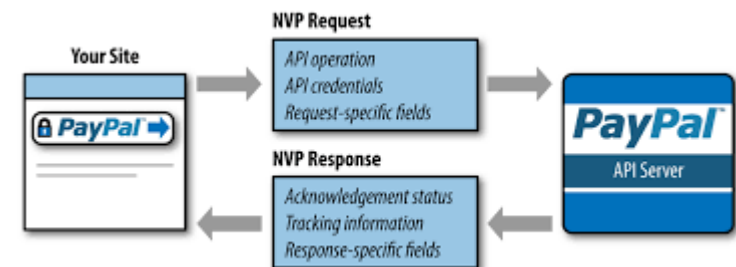 NVP Request
Your Site
API operation
API credentials
Request-specific fields
PayPal
PayPal™
API Server
NVP Response
Acknowledgement status
Tracking information
Response-specific fields